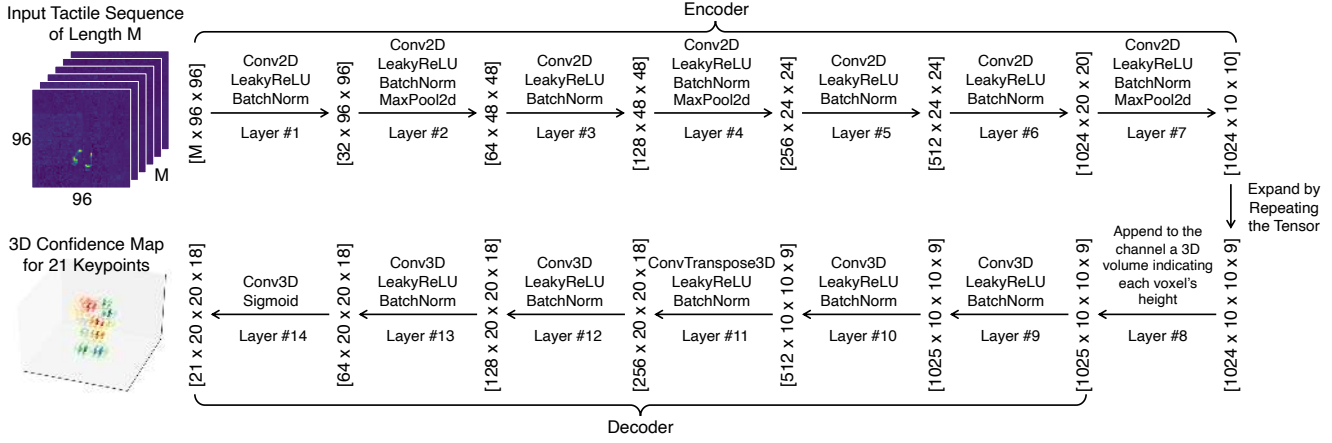 Input Tactile Sequence
of Length M
96
96
M
Encoder
[M x 96 x 96]
Conv2D
LeakyReLU
BatchNorm
Layer #1
[32 x 96 x 96]
Conv2D
LeakyReLU
BatchNorm
MaxPool2d
Layer #2
[64 x 48 x 48]
Conv2D
LeakyReLU
BatchNorm
Layer #3
[128 x 48 x 48]
Conv2D
LeakyReLU
BatchNorm
MaxPool2d
Layer #4
[256 x 24 x 24]
Conv2D
LeakyReLU
BatchNorm
Layer #5
[512 x 24 x 24]
Conv2D
LeakyReLU
BatchNorm
Layer #6
[1024 x 20 x 20]
Conv2D
LeakyReLU
BatchNorm
MaxPool2d
Layer #7
[1024 x 10 x 10]
Expand by
Repeating
the Tensor
[1024 x 10 x 10 x 9]
Append to the
channel a 3D
volume indicating
each voxel's
height
Layer #8
[1025 x 10 x 10 x 9]
Conv3D
LeakyReLU
BatchNorm
Layer #9
[1025 x 10 x 10 x 9]
Conv3D
LeakyReLU
BatchNorm
Layer #10
[512 x 10 x 10 x 9]
ConvTranspose3D
LeakyReLU
BatchNorm
Layer #11
[256 x 20 x 20 x 18]
Conv3D
LeakyReLU
BatchNorm
Layer #12
[128 x 20 x 20 x 18]
Conv3D
LeakyReLU
BatchNorm
Layer #13
[64 x 20 x 20 x 18]
Conv3D
Sigmoid
Layer #14
[21 x 20 x 20 x 18]
3D Confidence Map
for 21 Keypoints
Decoder